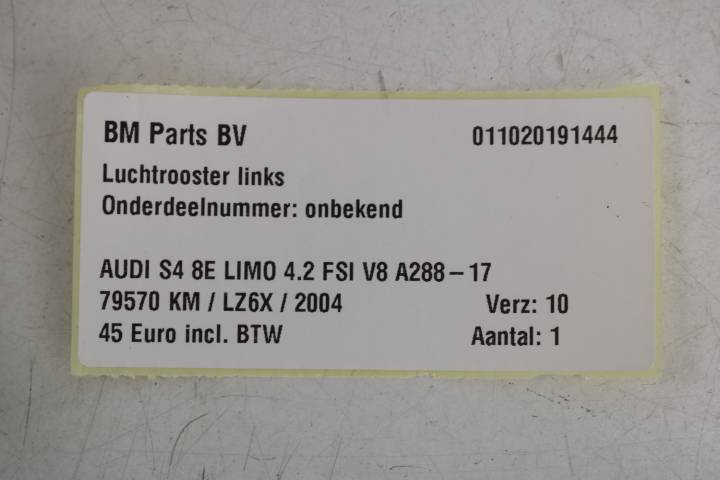 BM Parts BV 011020191444
Luchtrooster links
Onderdeelnummer: onbekend
AUDI S4 8E LIMO 4.2 FSI V8 A288 – 17
79570 KM / LZ6X / 2004 Verz: 10
45 Euro incl. BTW Aantal: 1